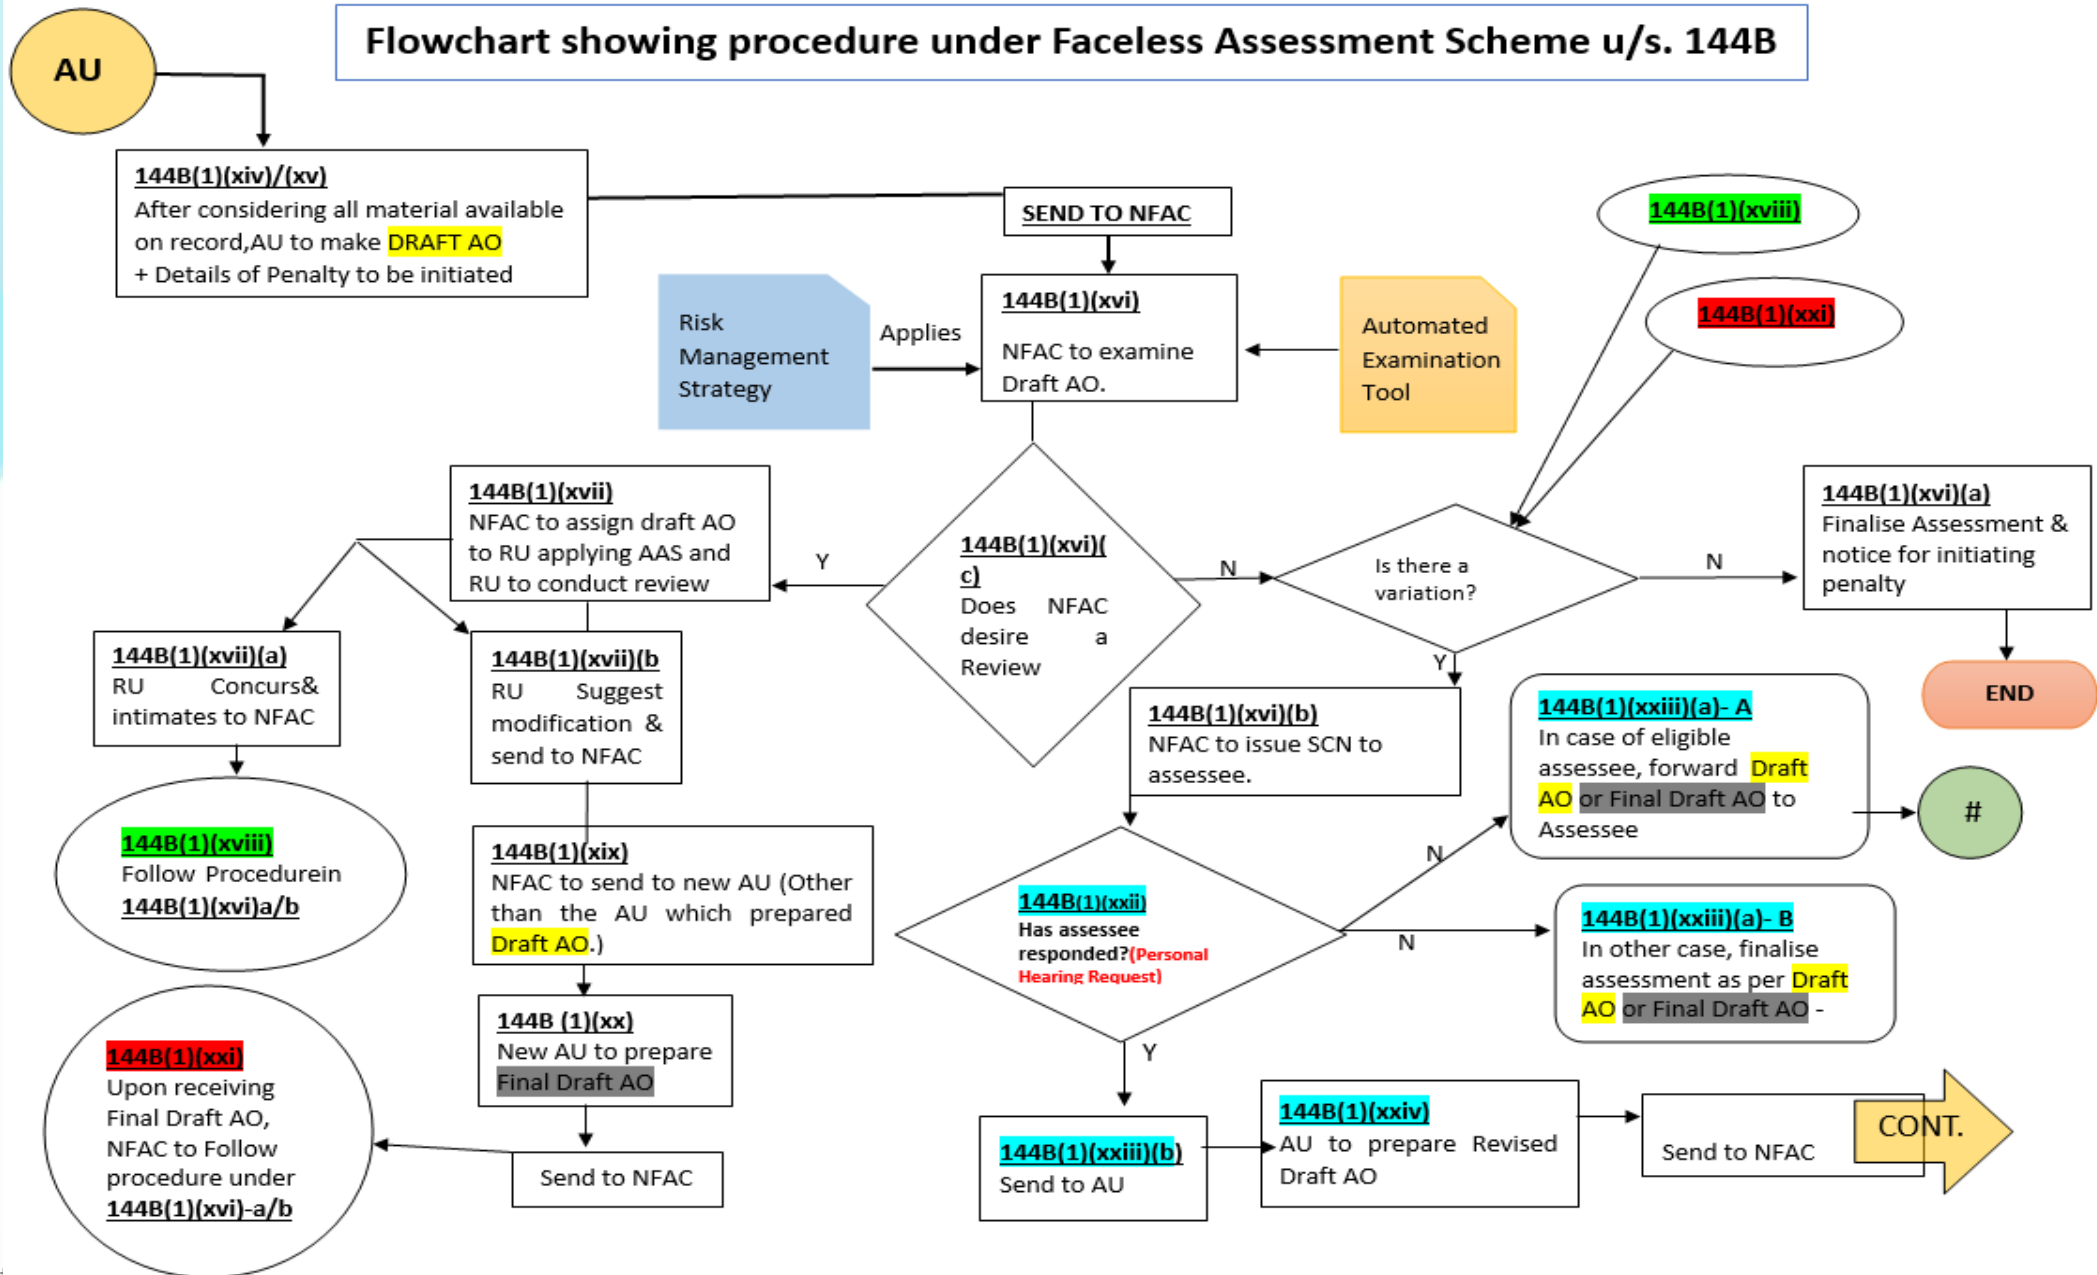 Flowchart showing procedure under Faceless Assessment Scheme u/s. 144B
AU
144B(1)(xiv)/(xv)
After considering all material available
on record,AU to make DRAFT AO
+ Details of Penalty to be initiated
SEND TO NFAC
144B(1)(xviii)
144B(1)(xxi)
Risk
Management
Strategy
Applies
144B(1)(xvi)
NFAC to examine
Draft AO.
Automated
Examination
Tool
144B(1)(xvii)
NFAC to assign draft AO
to RU applying AAS and
RU to conduct review
Y
144B(1)(xvi)(
c)
Does NFAC
desire a
Review
N
Is there a
variation?
N
144B(1)(xvi)(a)
Finalise Assessment &
notice for initiating
penalty
END
144B(1)(xvii)(a)
RU Concurs&
intimates to NFAC
144B(1)(xvii)(b
RU Suggest
modification &
send to NFAC
Y
144B(1)(xvi)(b)
NFAC to issue SCN to
assessee.
144B(1)(xxiii)(a)- A
In case of eligible
assessee, forward Draft
AO or Final Draft AO to
Assessee
#
144B(1)(xviii)
Follow Procedurein
144B(1)(xvi)a/b
144B(1)(xix)
NFAC to send to new AU (Other
than the AU which prepared
Draft AO.)
144B(1)(xxii)
Has assessee
responded?(Personal
Hearing Request)
N
N
144B(1)(xxiii)(a)- B
In other case, finalise
assessment as per Draft
AO or Final Draft AO -
144B(1)(xxi)
Upon receiving
Final Draft AO,
NFAC to Follow
procedure under
144B(1)(xvi)-a/b
144B (1)(xx)
New AU to prepare
Final Draft AO
Send to NFAC
Y
144B(1)(xxiii)(b)
Send to AU
144B(1)(xxiv)
AU to prepare Revised
Draft AO
Send to NFAC
CONT.